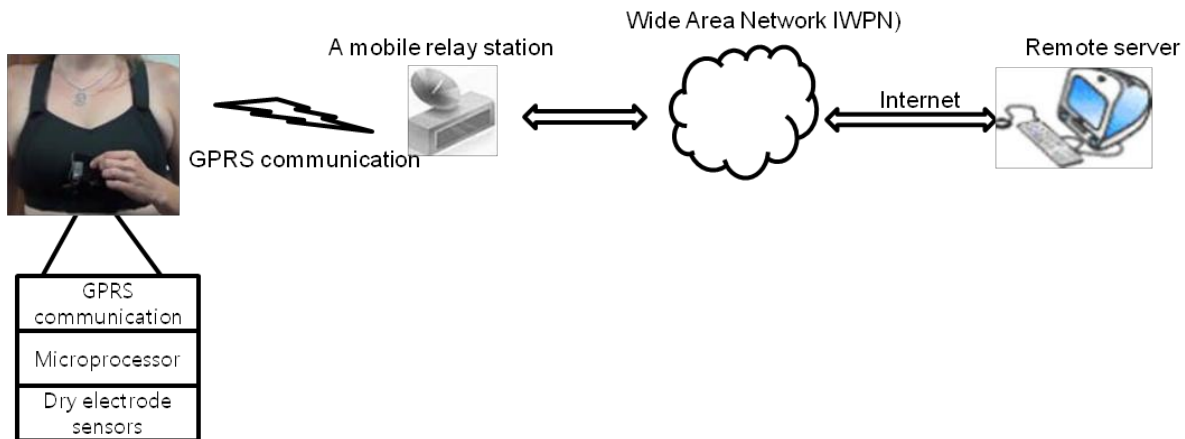 Wide Area Network IWPN)
A mobile relay station
Remote server
Internet
GPRS communication
GPRS
communication
Microprocessor
Dry electrode
sensors